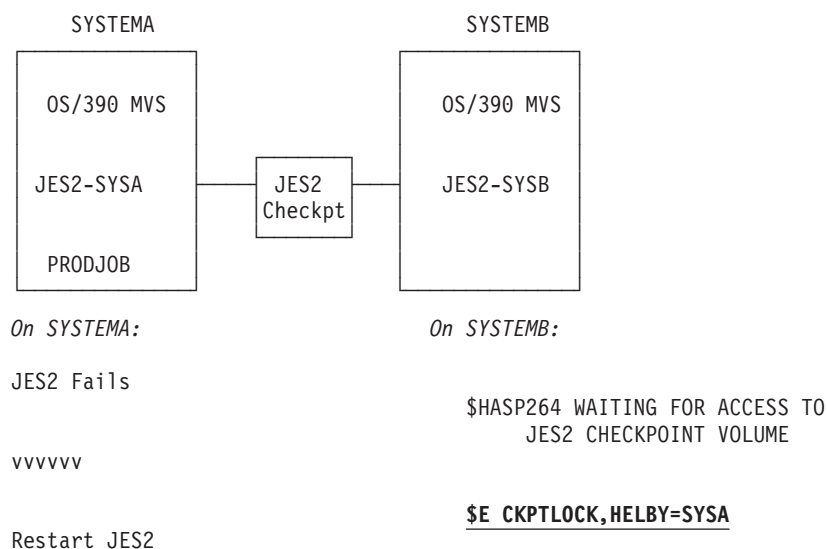 SYSTEMA SYSTEMB
OS/390 MVS OS/390 MVS
JES2-SYSA JES2 JES2-SYSB
Checkpt
PRODJOB
On SYSTEMA: On SYSTEMB:
JES2 Fails
$HASP264 WAITING FOR ACCESS TO
JES2 CHECKPOINT VOLUME
vvvvvv
$E CKPTLOCK,HELBY=SYSA
Restart JES2